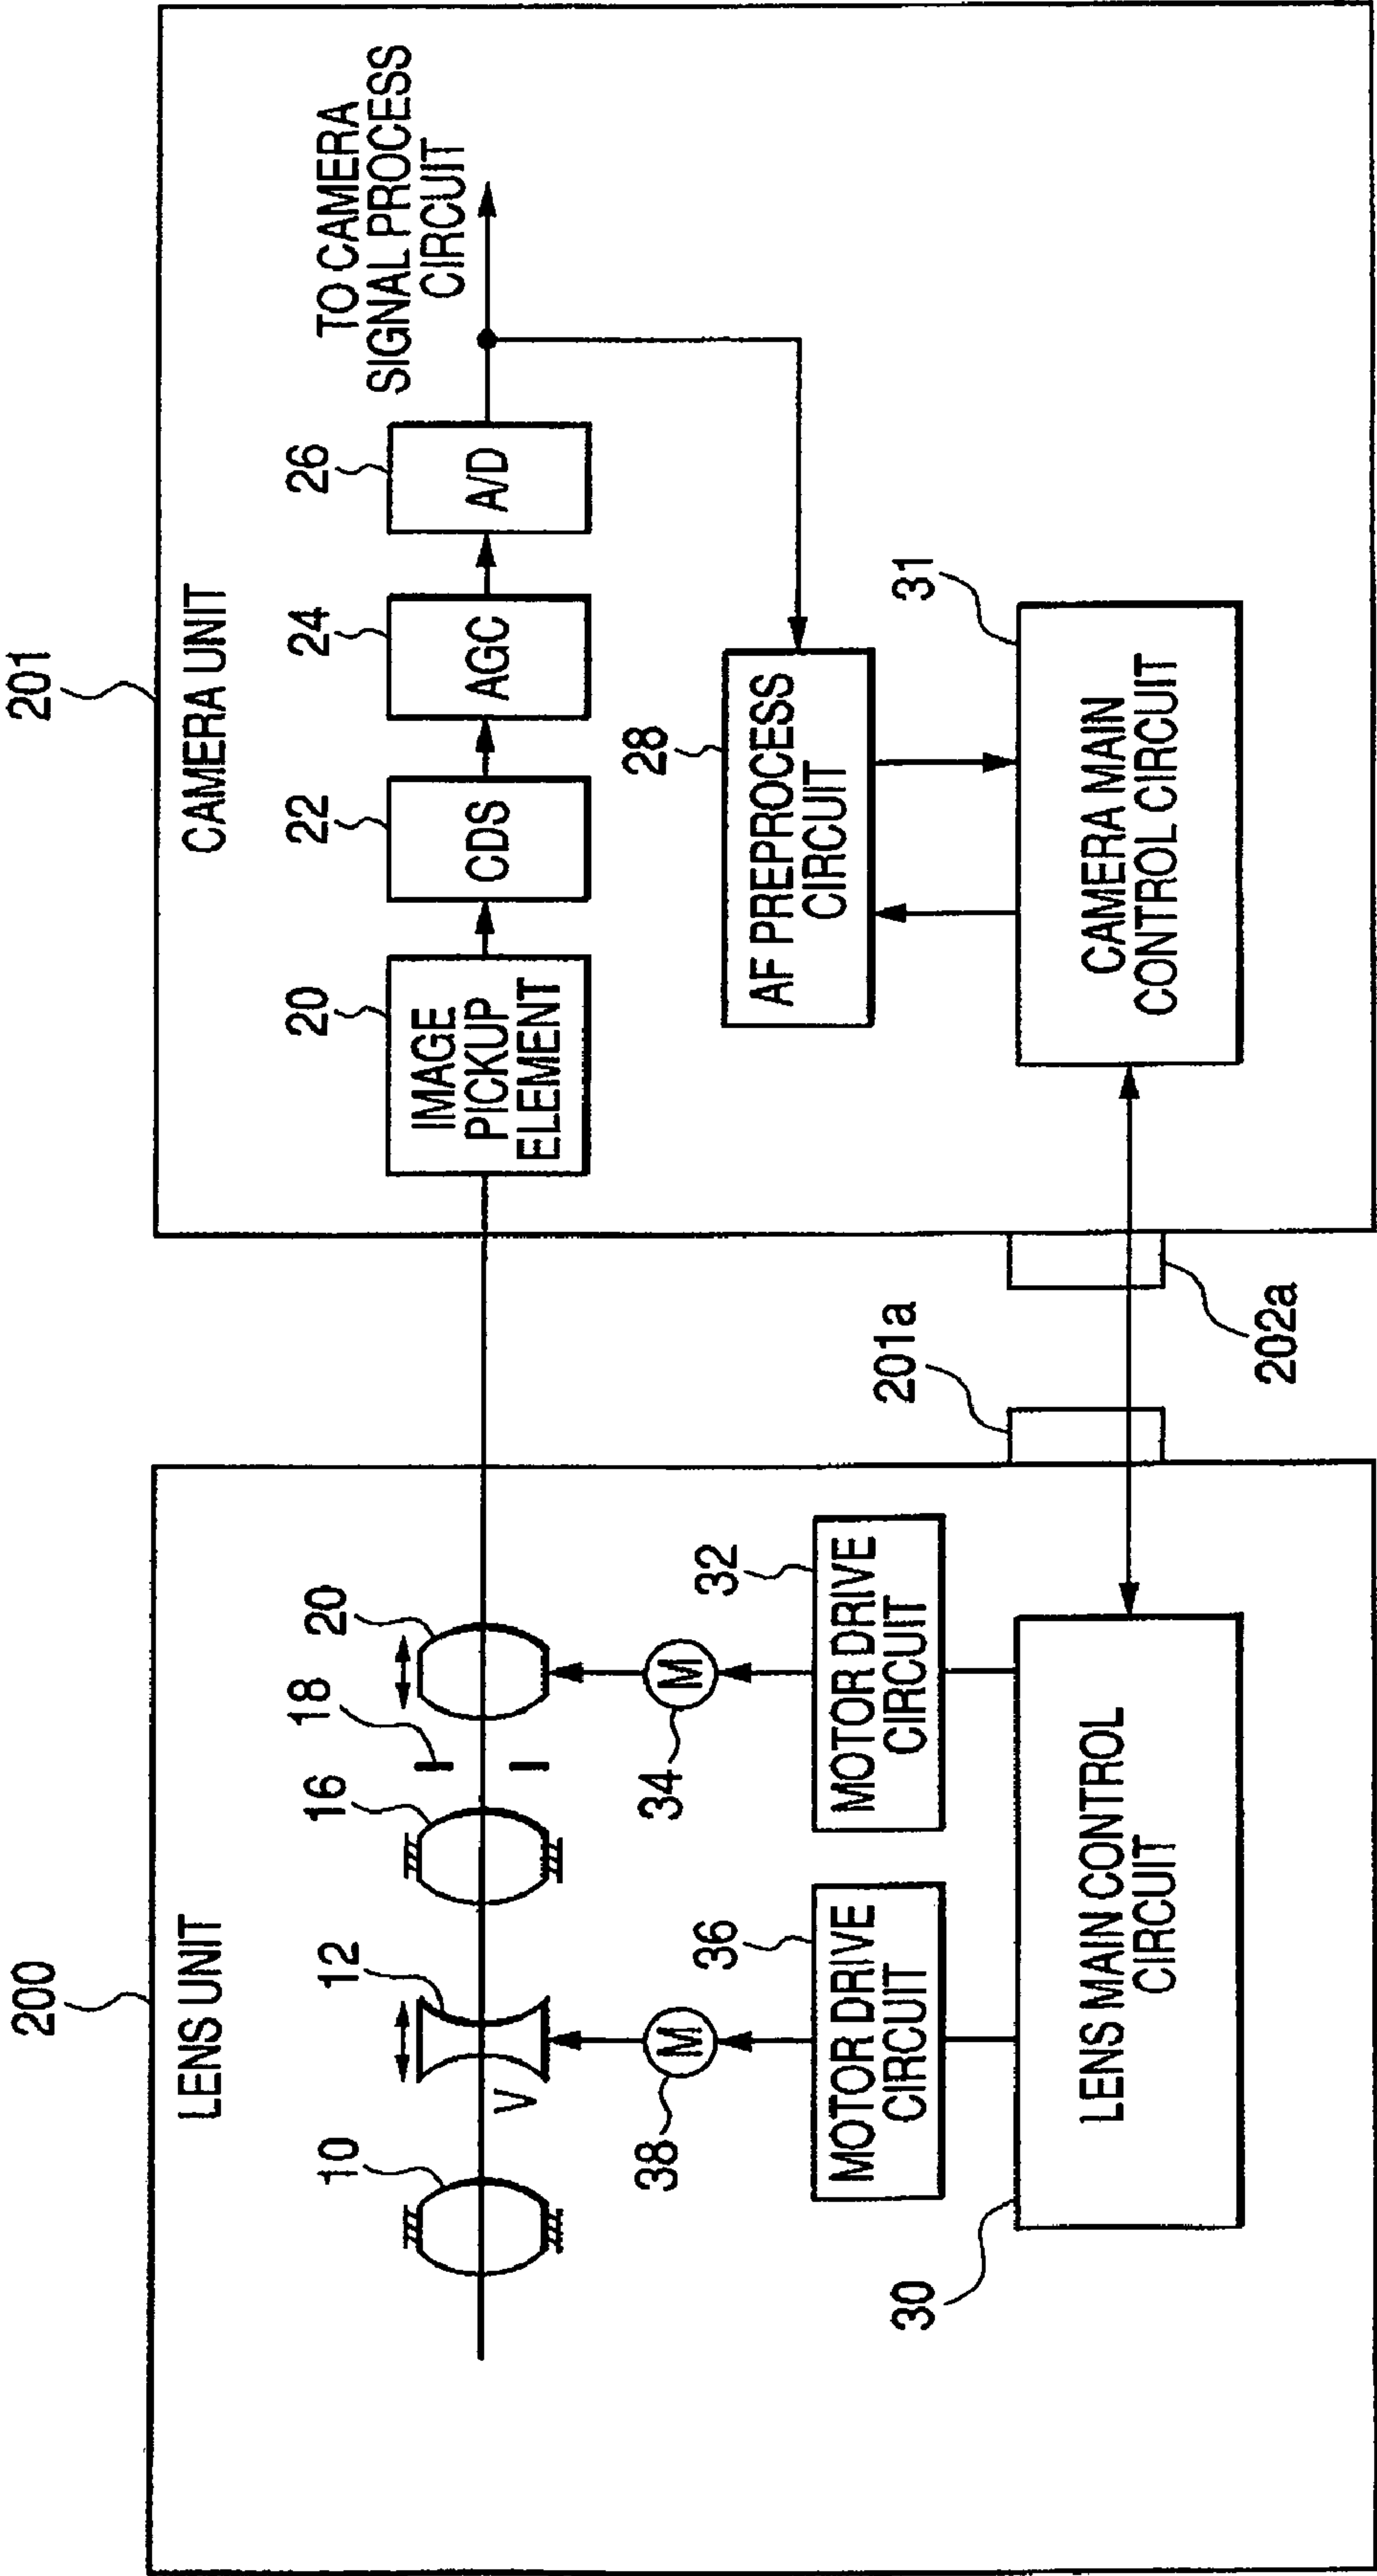 200
201
LENS UNIT
CAMERA UNIT
10
12
16
18
20
20
22
24
26
TO CAMERA
SIGNAL PROCESS
CIRCUIT
V
IMAGE
PICKUP
ELEMENT
CDS
AGC
A/D
38
M
34
M
28
AF PREPROCESS
CIRCUIT
36
MOTOR DRIVE
CIRCUIT
32
MOTOR DRIVE
CIRCUIT
201a
31
30
LENS MAIN CONTROL
CIRCUIT
CAMERA MAIN
CONTROL CIRCUIT
202a